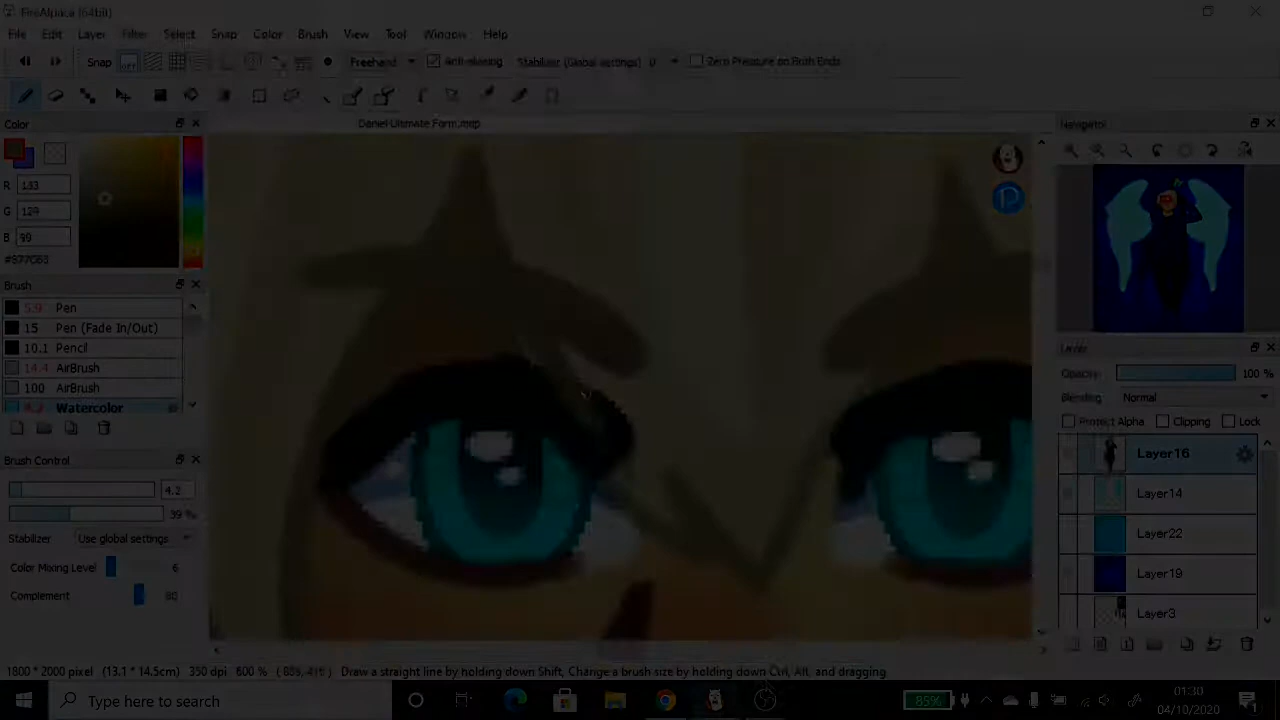 FireAlpaca (64bit)
File Edit Layer Filter Select Snap Color Brush View Tool Window Help
Snap OFF Freehand Anti-aliasing Stabilizer (Global settings) 0 Zero Pressure on Both Ends
Color
Daniel Ultimate Form.mdp
Navigator
R 133
G 129
B 99
Brush
5.9 Pen
15 Pen (Fade In/Out)
10.1 Pencil
14.4 AirBrush
100 AirBrush
Watercolor
Layer
Opacity 100 %
Blending Normal
Protect Alpha Clipping Lock
Layer16
Layer14
Layer22
Layer19
Layer3
Brush Control
4.2
39 %
Stabilizer Use global settings
Color Mixing Level 6
Complement 80
1800 * 2000 pixel (13.1 * 14.5cm) 350 dpi 600 % Draw a straight line by holding down Shift, Change a brush size by holding down Ctrl, Alt, and dragging
Type here to search
85%
01:30
04/10/2020